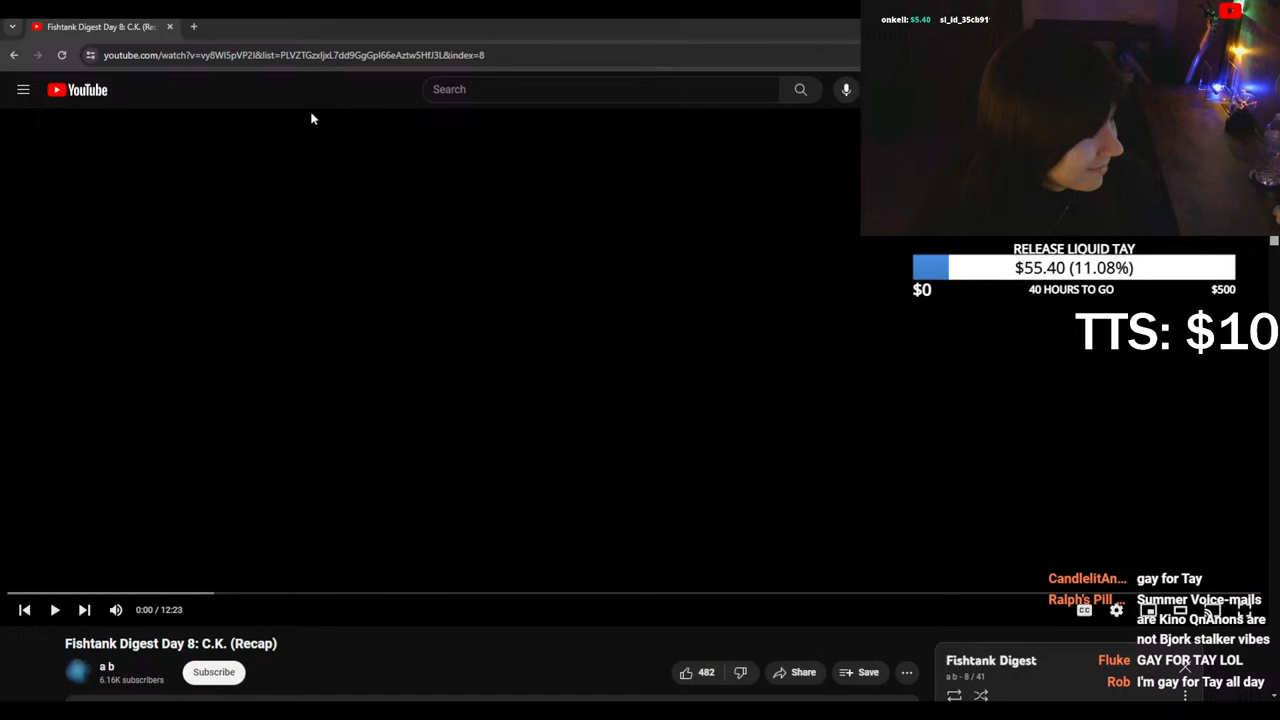 Fishtank Digest Day 8: C.K. (Rec
onkell: $5.40 sl_id_35cb91
youtube.com/watch?v=vy8WI5pVP2I&list=PLVZTGzxIjxL7dd9GgGpl66eAztw5HfJ3L&index=8
YouTube
Search
RELEASE LIQUID TAY
$55.40 (11.08%)
$0 40 HOURS TO GO $500
TTS: $10
CandlelitAn... gay for Tay
Ralph's Pill ... Summer Voice-mails
are Kino QnAnons are
not Bjork stalker vibes
Fluke GAY FOR TAY LOL
Rob I'm gay for Tay all day
0:00 / 12:23
CC
Fishtank Digest Day 8: C.K. (Recap)
a b
6.16K subscribers
Subscribe
482
Share
Save
Fishtank Digest
a b - 8 / 41